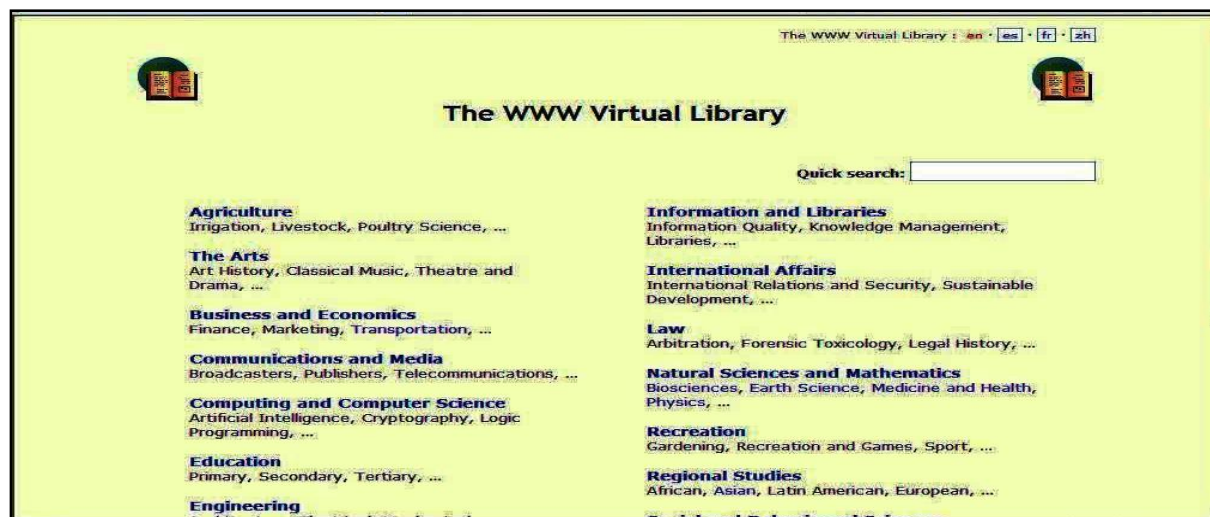 The WWW Virtual Library : en · es · fr · zh
The WWW Virtual Library
Quick search:
Agriculture
Irrigation, Livestock, Poultry Science, ...
The Arts
Art History, Classical Music, Theatre and
Drama, ...
Business and Economics
Finance, Marketing, Transportation, ...
Communications and Media
Broadcasters, Publishers, Telecommunications, ...
Computing and Computer Science
Artificial Intelligence, Cryptography, Logic
Programming, ...
Education
Primary, Secondary, Tertiary, ...
Engineering
Information and Libraries
Information Quality, Knowledge Management,
Libraries, ...
International Affairs
International Relations and Security, Sustainable
Development, ...
Law
Arbitration, Forensic Toxicology, Legal History, ...
Natural Sciences and Mathematics
Biosciences, Earth Science, Medicine and Health,
Physics, ...
Recreation
Gardening, Recreation and Games, Sport, ...
Regional Studies
African, Asian, Latin American, European, ...